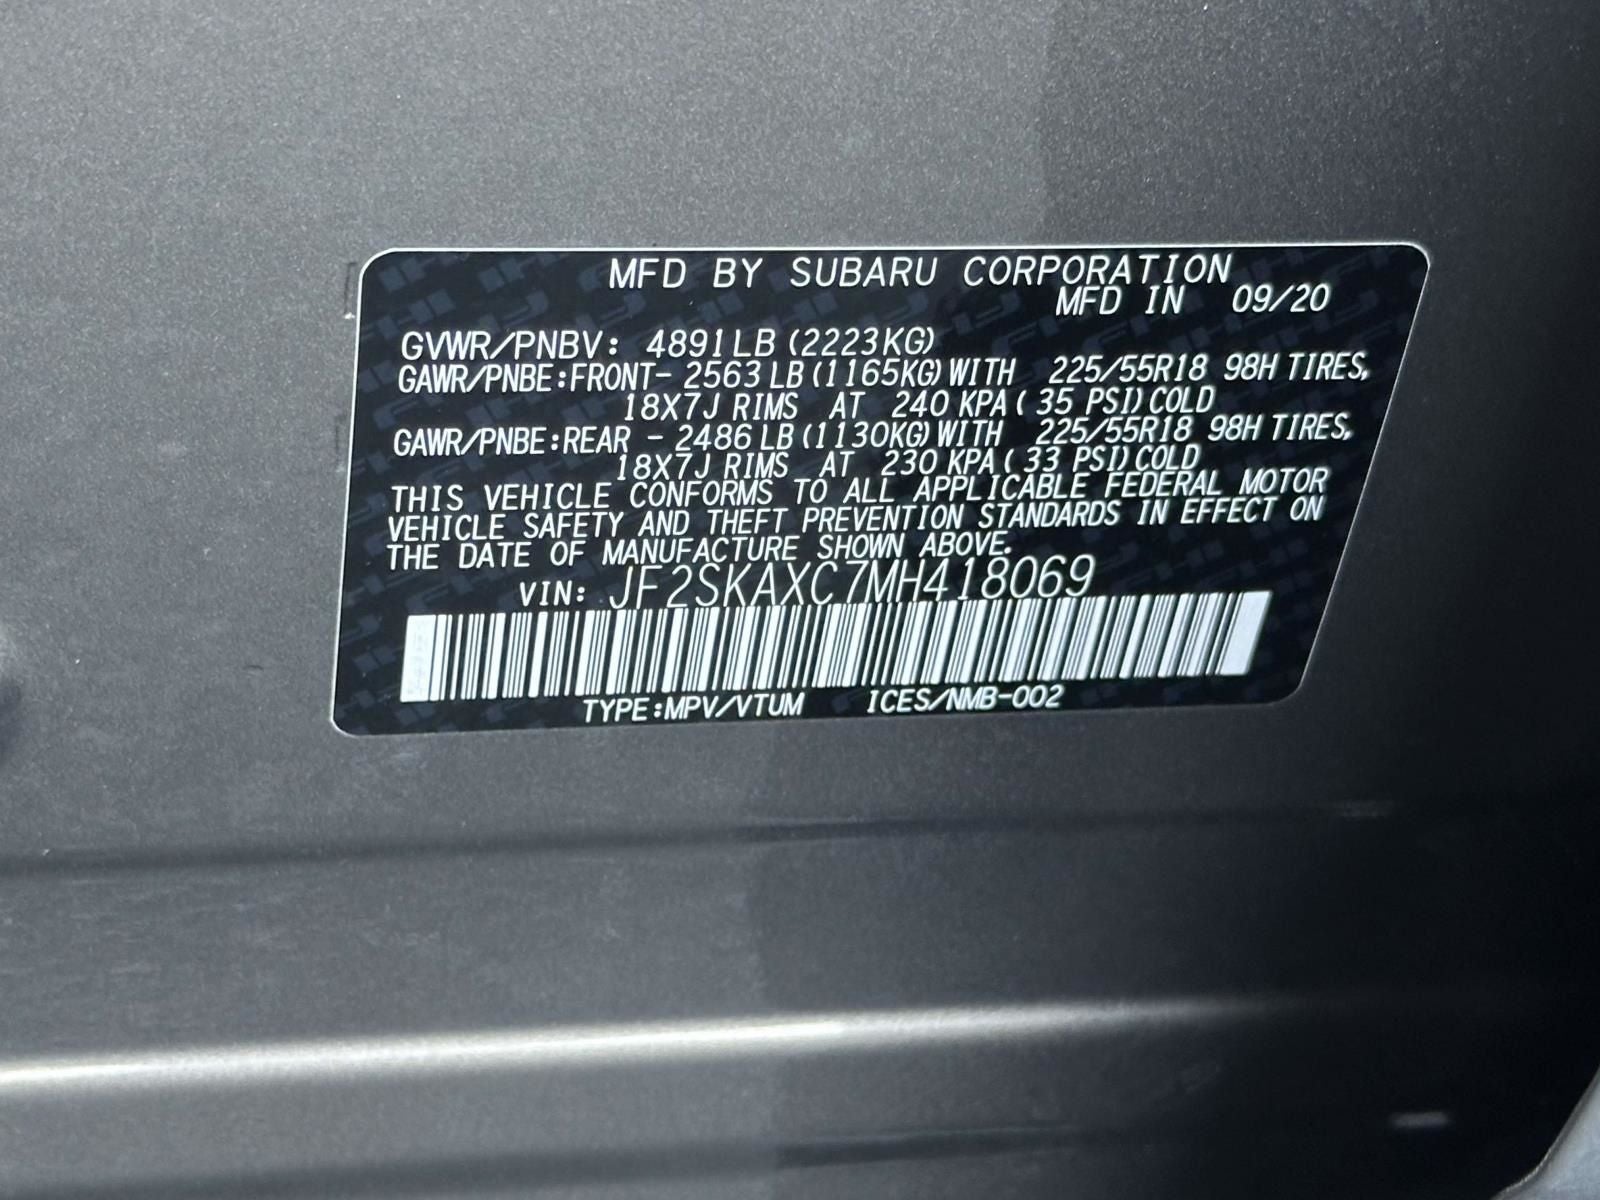 MFD BY SUBARU CORPORATION
MFD IN 09/20
GVWR/PNBV: 4891LB (2223KG)
GAWR/PNBE:FRONT- 2563 LB (1165KG) WITH 225/55R18 98H TIRES,
18X7J RIMS AT 240 KPA ( 35 PSI) COLD
GAWR/PNBE:REAR - 2486 LB (1130KG) WITH 225/55R18 98H TIRES,
18X7J RIMS AT 230 KPA ( 33 PSI) COLD
THIS VEHICLE CONFORMS TO ALL APPLICABLE FEDERAL MOTOR
VEHICLE SAFETY AND THEFT PREVENTION STANDARDS IN EFFECT ON
THE DATE OF MANUFACTURE SHOWN ABOVE.
VIN: JF2SKAXC7MH418069
TYPE:MPV/VTUM ICES/NMB-002